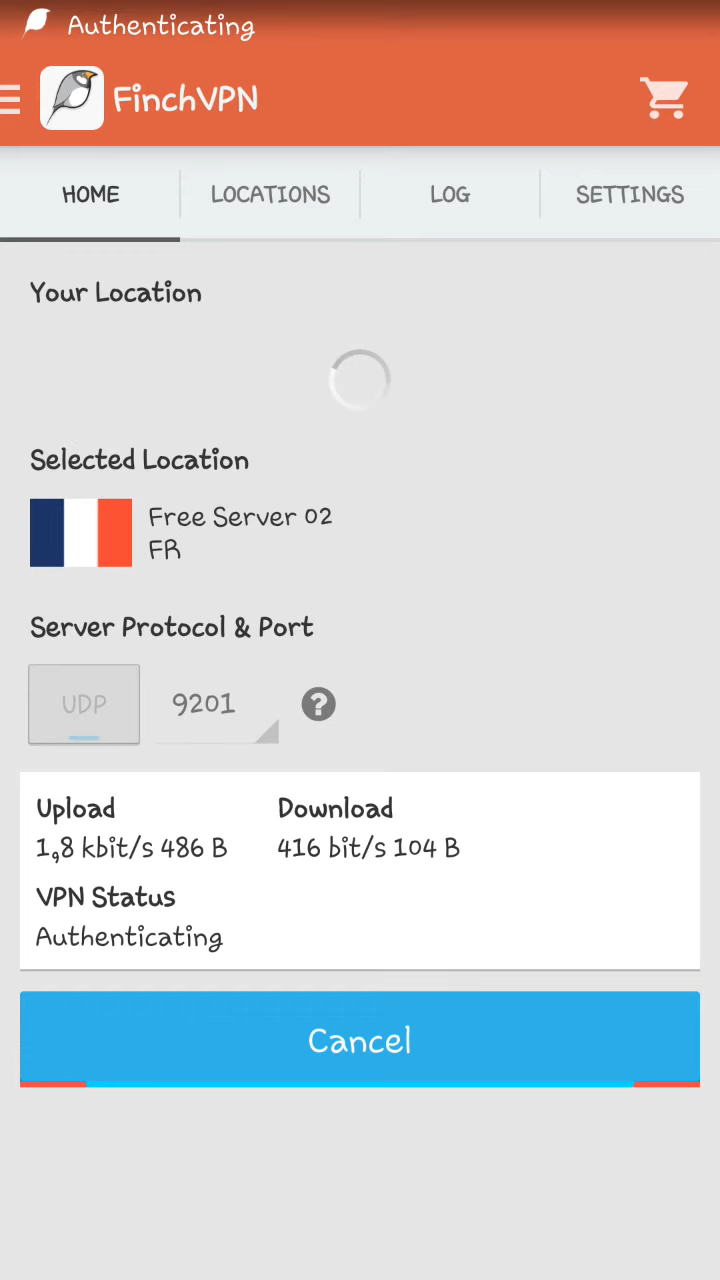 Authenticating
FinchVPN
HOME LOCATIONS LOG SETTINGS
Your Location
Selected Location
Free Server 02
FR
Server Protocol & Port
UDP 9201 ?
Upload Download
1,8 kbit/s 486 B 416 bit/s 104 B
VPN Status
Authenticating
Cancel